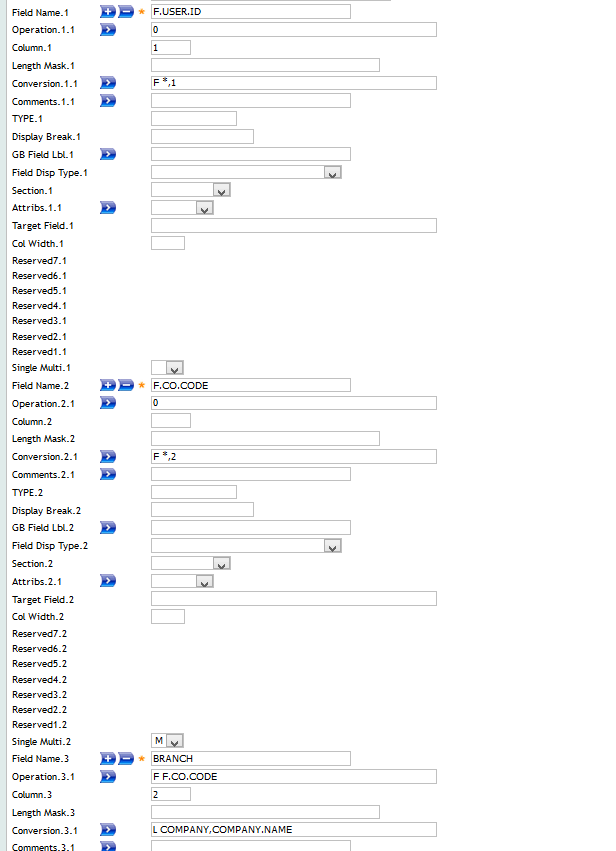 Field Name.1 * F.USER.ID
Operation.1.1 0
Column.1 1
Length Mask.1
Conversion.1.1 F *,1
Comments.1.1
TYPE.1
Display Break.1
GB Field Lbl.1
Field Disp Type.1
Section.1
Attribs.1.1
Target Field.1
Col Width.1
Reserved7.1
Reserved6.1
Reserved5.1
Reserved4.1
Reserved3.1
Reserved2.1
Reserved1.1
Single Multi.1
Field Name.2 * F.CO.CODE
Operation.2.1 0
Column.2
Length Mask.2
Conversion.2.1 F *,2
Comments.2.1
TYPE.2
Display Break.2
GB Field Lbl.2
Field Disp Type.2
Section.2
Attribs.2.1
Target Field.2
Col Width.2
Reserved7.2
Reserved6.2
Reserved5.2
Reserved4.2
Reserved3.2
Reserved2.2
Reserved1.2
Single Multi.2 M
Field Name.3 * BRANCH
Operation.3.1 F F.CO.CODE
Column.3 2
Length Mask.3
Conversion.3.1 L COMPANY,COMPANY.NAME
Comments.3.1